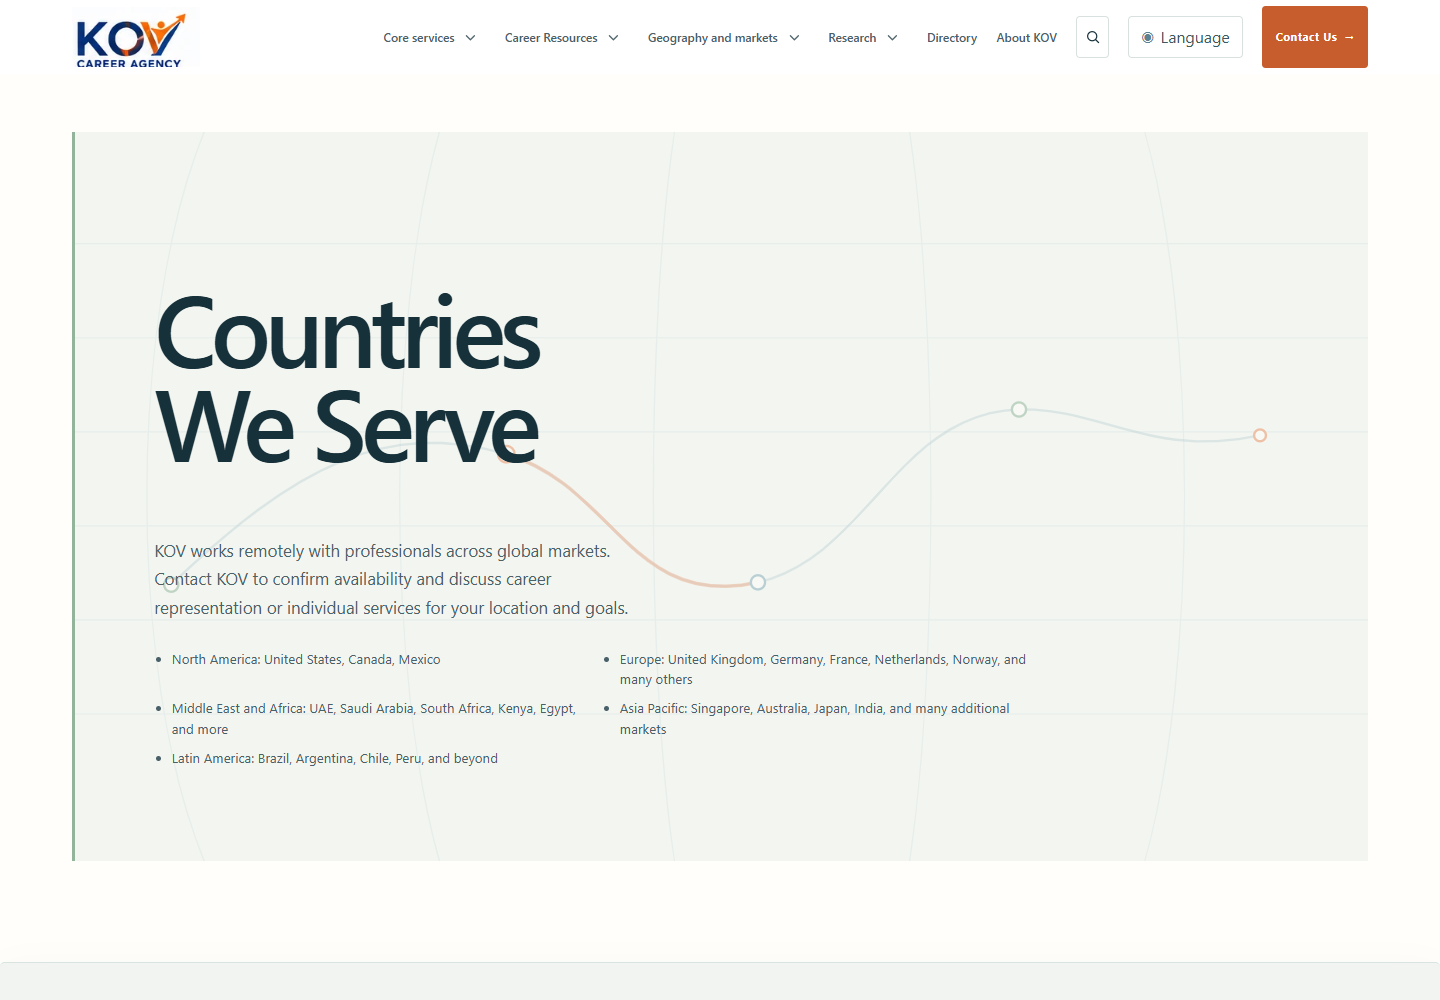 KOV
CAREER AGENCY
Core services
Career Resources
Geography and markets
Research
Directory
About KOV
Language
Contact Us →
Countries
We Serve
KOV works remotely with professionals across global markets.
Contact KOV to confirm availability and discuss career
representation or individual services for your location and goals.
North America: United States, Canada, Mexico
Europe: United Kingdom, Germany, France, Netherlands, Norway, and
many others
Middle East and Africa: UAE, Saudi Arabia, South Africa, Kenya, Egypt,
and more
Asia Pacific: Singapore, Australia, Japan, India, and many additional
markets
Latin America: Brazil, Argentina, Chile, Peru, and beyond